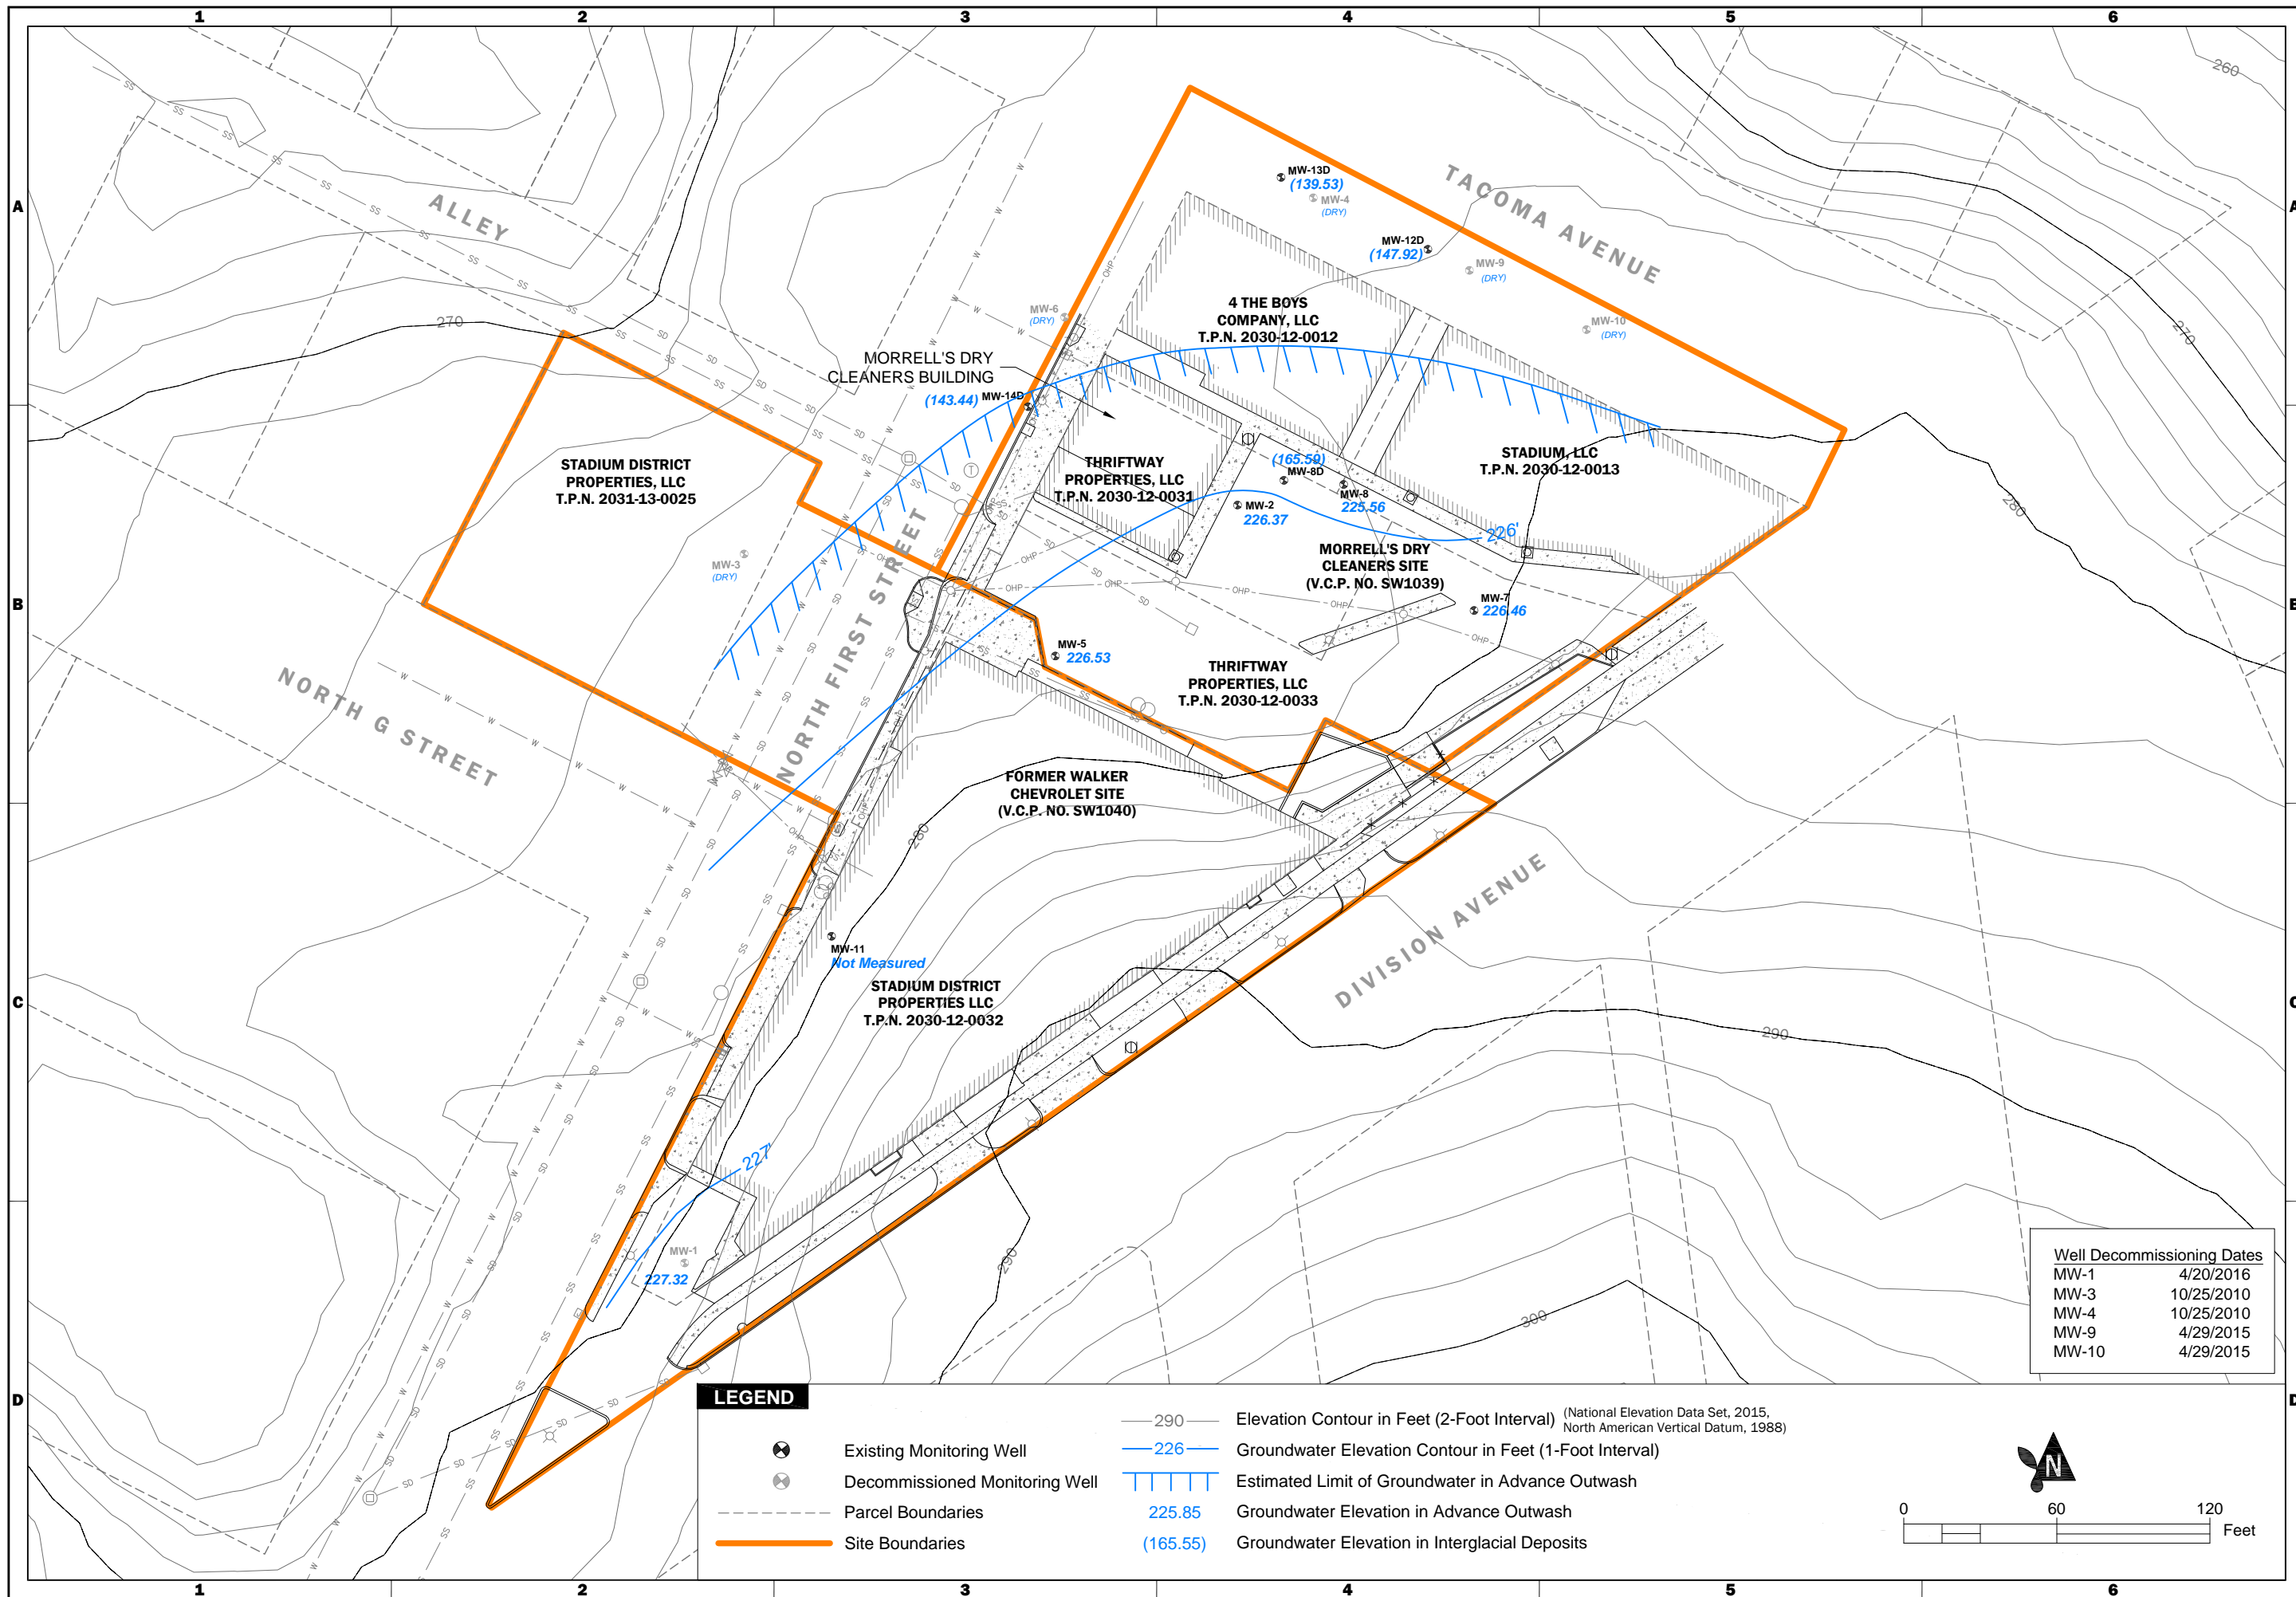 1 2 3 4 5 6
A
A
B
B
C
C
D
D
260
270
270
280
280
290
290
300
ALLEY
TACOMA AVENUE
NORTH FIRST STREET
NORTH G STREET
DIVISION AVENUE
MW-13D
(139.53)
MW-4
(DRY)
MW-12D
(147.92)
MW-9
(DRY)
MW-10
(DRY)
MW-6
(DRY)
4 THE BOYS
COMPANY, LLC
T.P.N. 2030-12-0012
MORRELL'S DRY
CLEANERS BUILDING
(143.44) MW-14D
STADIUM DISTRICT
PROPERTIES, LLC
T.P.N. 2031-13-0025
THRIFTWAY
PROPERTIES, LLC
T.P.N. 2030-12-0031
STADIUM, LLC
T.P.N. 2030-12-0013
(165.59)
MW-8D
MW-8
225.56
MW-2
226.37
226'
MORRELL'S DRY
CLEANERS SITE
(V.C.P. NO. SW1039)
MW-3
(DRY)
MW-7
226.46
MW-5
226.53
THRIFTWAY
PROPERTIES, LLC
T.P.N. 2030-12-0033
FORMER WALKER
CHEVROLET SITE
(V.C.P. NO. SW1040)
MW-11
Not Measured
STADIUM DISTRICT
PROPERTIES LLC
T.P.N. 2030-12-0032
227'
MW-1
227.32
Well Decommissioning Dates
MW-1 4/20/2016
MW-3 10/25/2010
MW-4 10/25/2010
MW-9 4/29/2015
MW-10 4/29/2015
LEGEND
Existing Monitoring Well
Decommissioned Monitoring Well
Parcel Boundaries
Site Boundaries
290 Elevation Contour in Feet (2-Foot Interval) (National Elevation Data Set, 2015,
North American Vertical Datum, 1988)
226 Groundwater Elevation Contour in Feet (1-Foot Interval)
Estimated Limit of Groundwater in Advance Outwash
225.85 Groundwater Elevation in Advance Outwash
(165.55) Groundwater Elevation in Interglacial Deposits
N
0 60 120
Feet
1 2 3 4 5 6